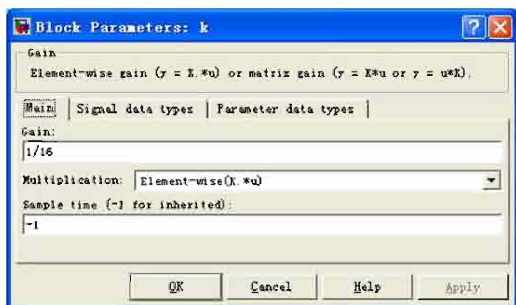 Block Parameters: k
Gain
Element-wise gain (y = K.*u) or matrix gain (y = K*u or y = u*K).
Main Signal data types Parameter data types
Gain:
1/16
Multiplication: Element-wise(K.*u)
Sample time (-1 for inherited):
-1
OK Cancel Help Apply